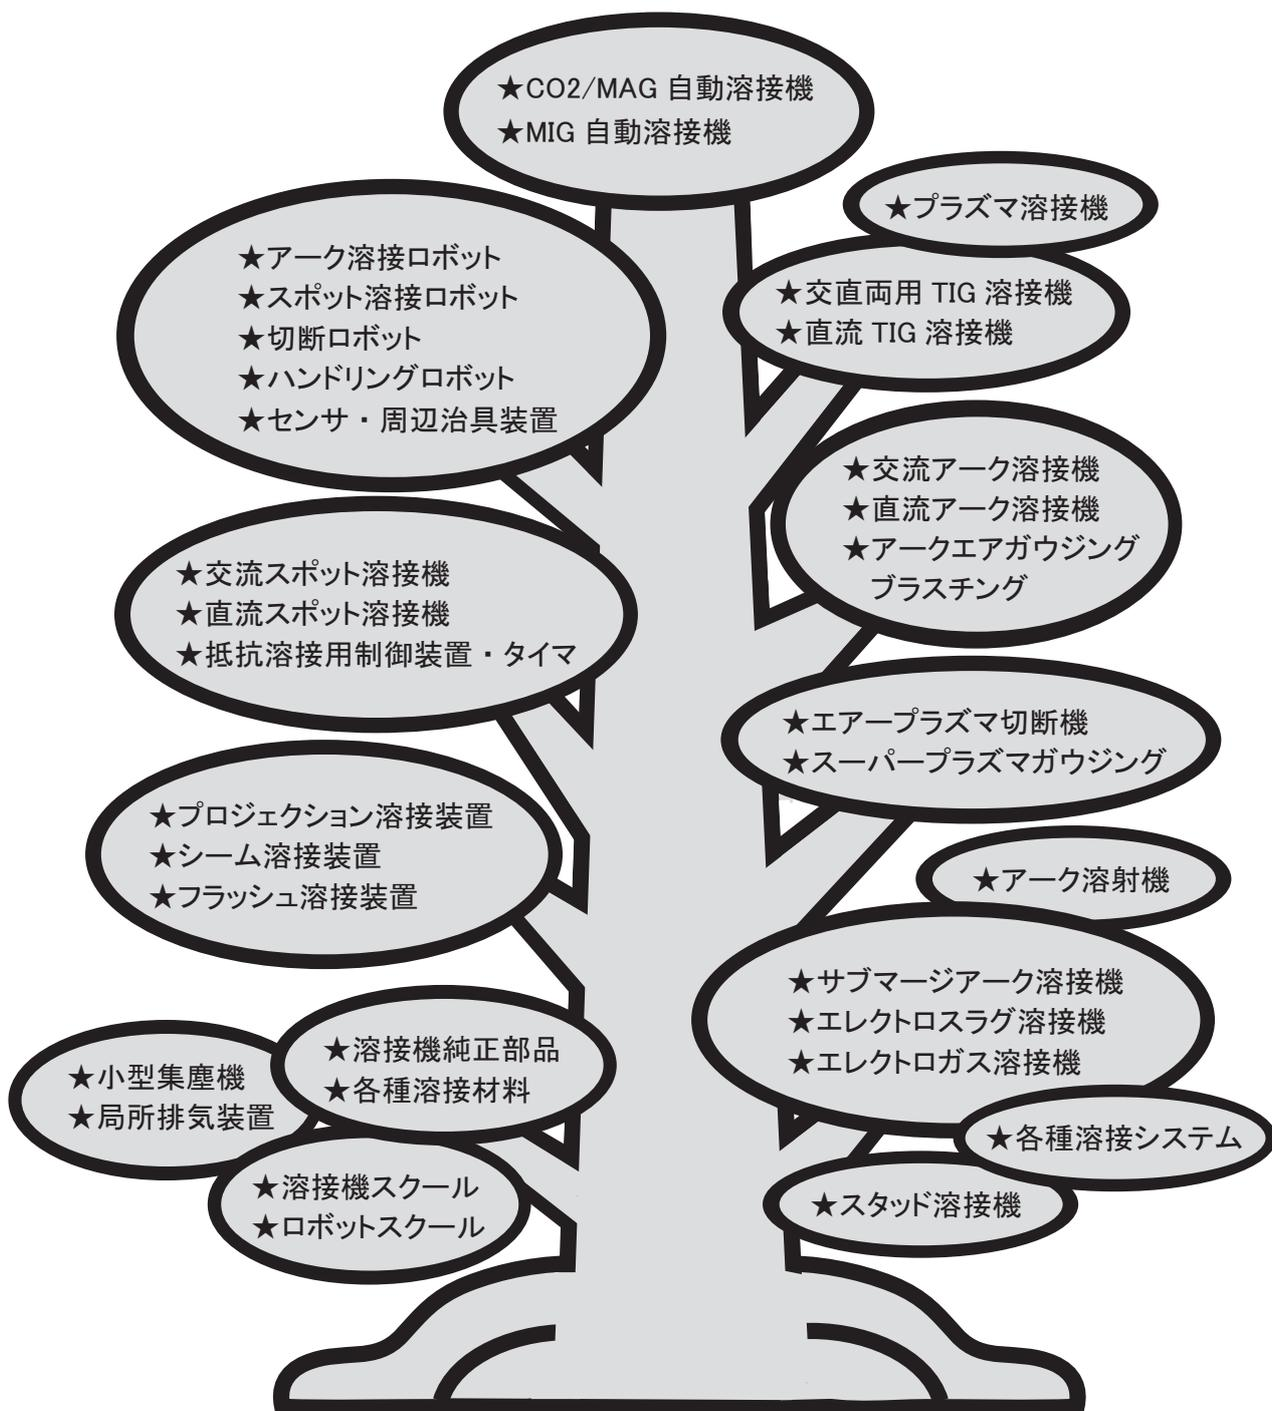 ★CO2/MAG 自動溶接機
★MIG 自動溶接機
★プラズマ溶接機
★アーク溶接ロボット
★スポット溶接ロボット
★切断ロボット
★ハンドリングロボット
★センサ・周辺治具装置
★交直両用 TIG 溶接機
★直流 TIG 溶接機
★交流アーク溶接機
★直流アーク溶接機
★アークエアガウジング
ブラスチング
★交流スポット溶接機
★直流スポット溶接機
★抵抗溶接用制御装置・タイマ
★エアープラズマ切断機
★スーパープラズマガウジング
★プロジェクション溶接装置
★シーム溶接装置
★フラッシュ溶接装置
★アーク溶射機
★サブマージアーク溶接機
★エレクトロスラグ溶接機
★エレクトロガス溶接機
★溶接機純正部品
★各種溶接材料
★小型集塵機
★局所排気装置
★各種溶接システム
★溶接機スクール
★ロボットスクール
★スタッド溶接機